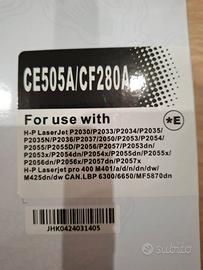 CE505A/CF280A
For use with
*E
H-P LaserJet P2030/P2033/P2034/P2035/
P2035N/P2036/P2037/2050/P2053/P2054/
P2055/P2055D/P2056/P2057/P2053dn/
P2053x/P2054dn/P2054x/P2055dn/P2055x/
P2056dn/P2056x/P2057dn/P2057x
H-P Laserjet pro 400 M401/a/d/n/dn/dw/
M425dn/dw CAN.LBP 6300/6650/MF5870dn
JHK0424031405
Subito